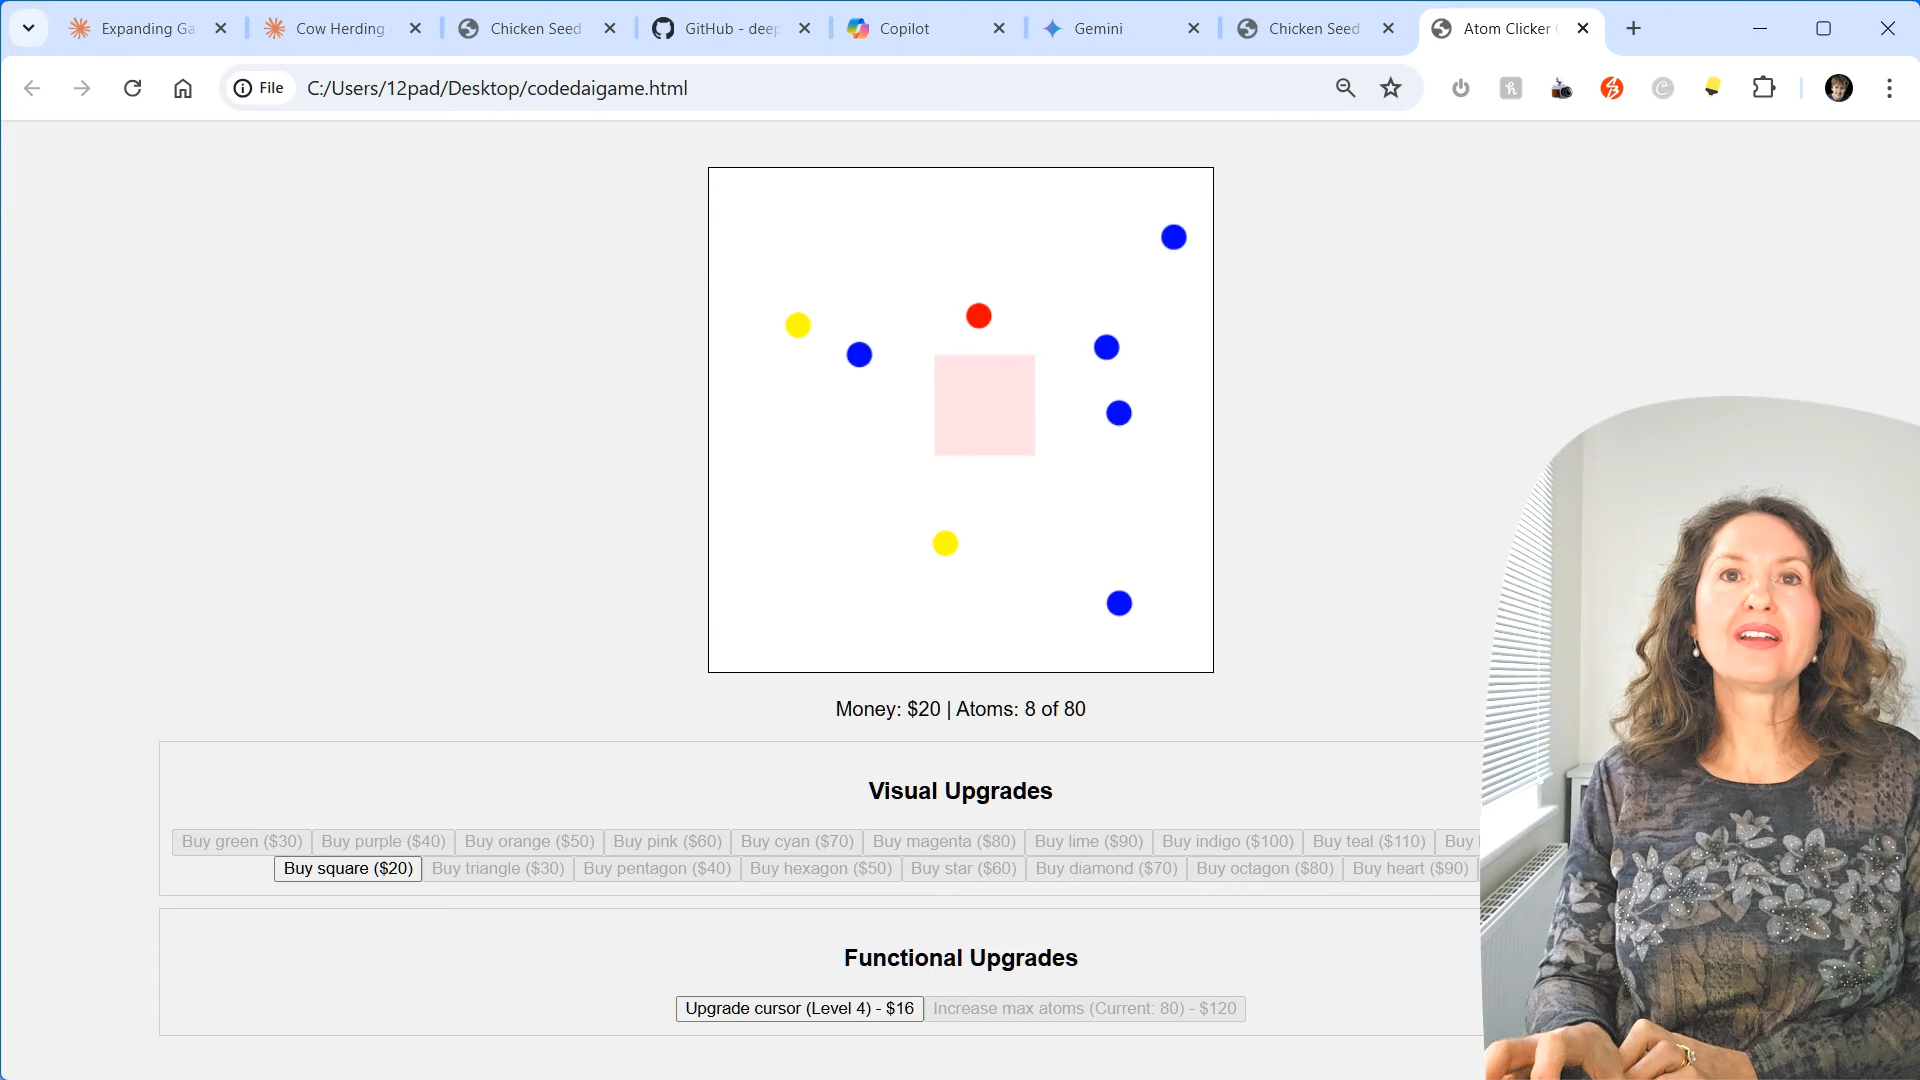 Expanding Ga
Cow Herding
Chicken Seed
GitHub - deep
Copilot
Gemini
Chicken Seed
Atom Clicker
File
C:/Users/12pad/Desktop/codedaigame.html
Money: $20 | Atoms: 8 of 80
Visual Upgrades
Buy green ($30) Buy purple ($40) Buy orange ($50) Buy pink ($60) Buy cyan ($70) Buy magenta ($80) Buy lime ($90) Buy indigo ($100) Buy teal ($110) Buy
Buy square ($20) Buy triangle ($30) Buy pentagon ($40) Buy hexagon ($50) Buy star ($60) Buy diamond ($70) Buy octagon ($80) Buy heart ($90)
Functional Upgrades
Upgrade cursor (Level 4) - $16 Increase max atoms (Current: 80) - $120